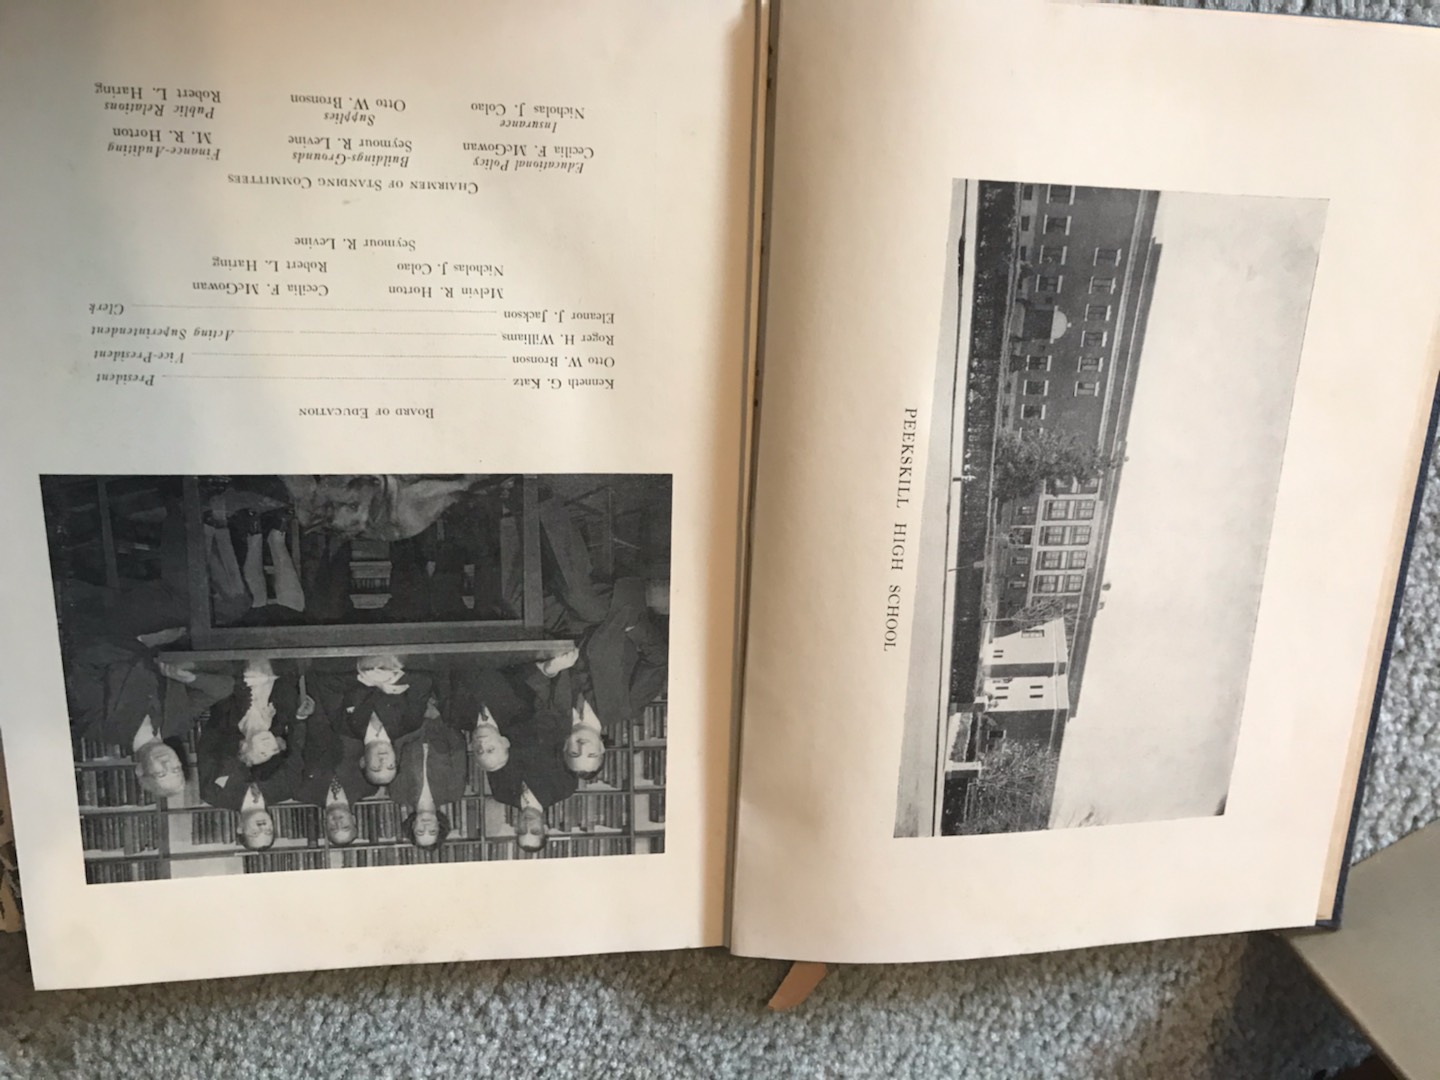 BOARD OF EDUCATION
Kenneth G. Katz President
Otto W. Bronson Vice-President
Roger H. Williams Acting Superintendent
Eleanor J. Jackson Clerk
Melvin R. Horton Cecilia F. McGowan
Nicholas J. Colao Robert L. Haring
Seymour R. Levine
CHAIRMEN OF STANDING COMMITTEES
Educational Policy Buildings-Grounds Finance-Auditing
Cecilia F. McGowan Seymour R. Levine M. R. Horton
Insurance Supplies Public Relations
Nicholas J. Colao Otto W. Bronson Robert L. Haring
PEEKSKILL HIGH SCHOOL